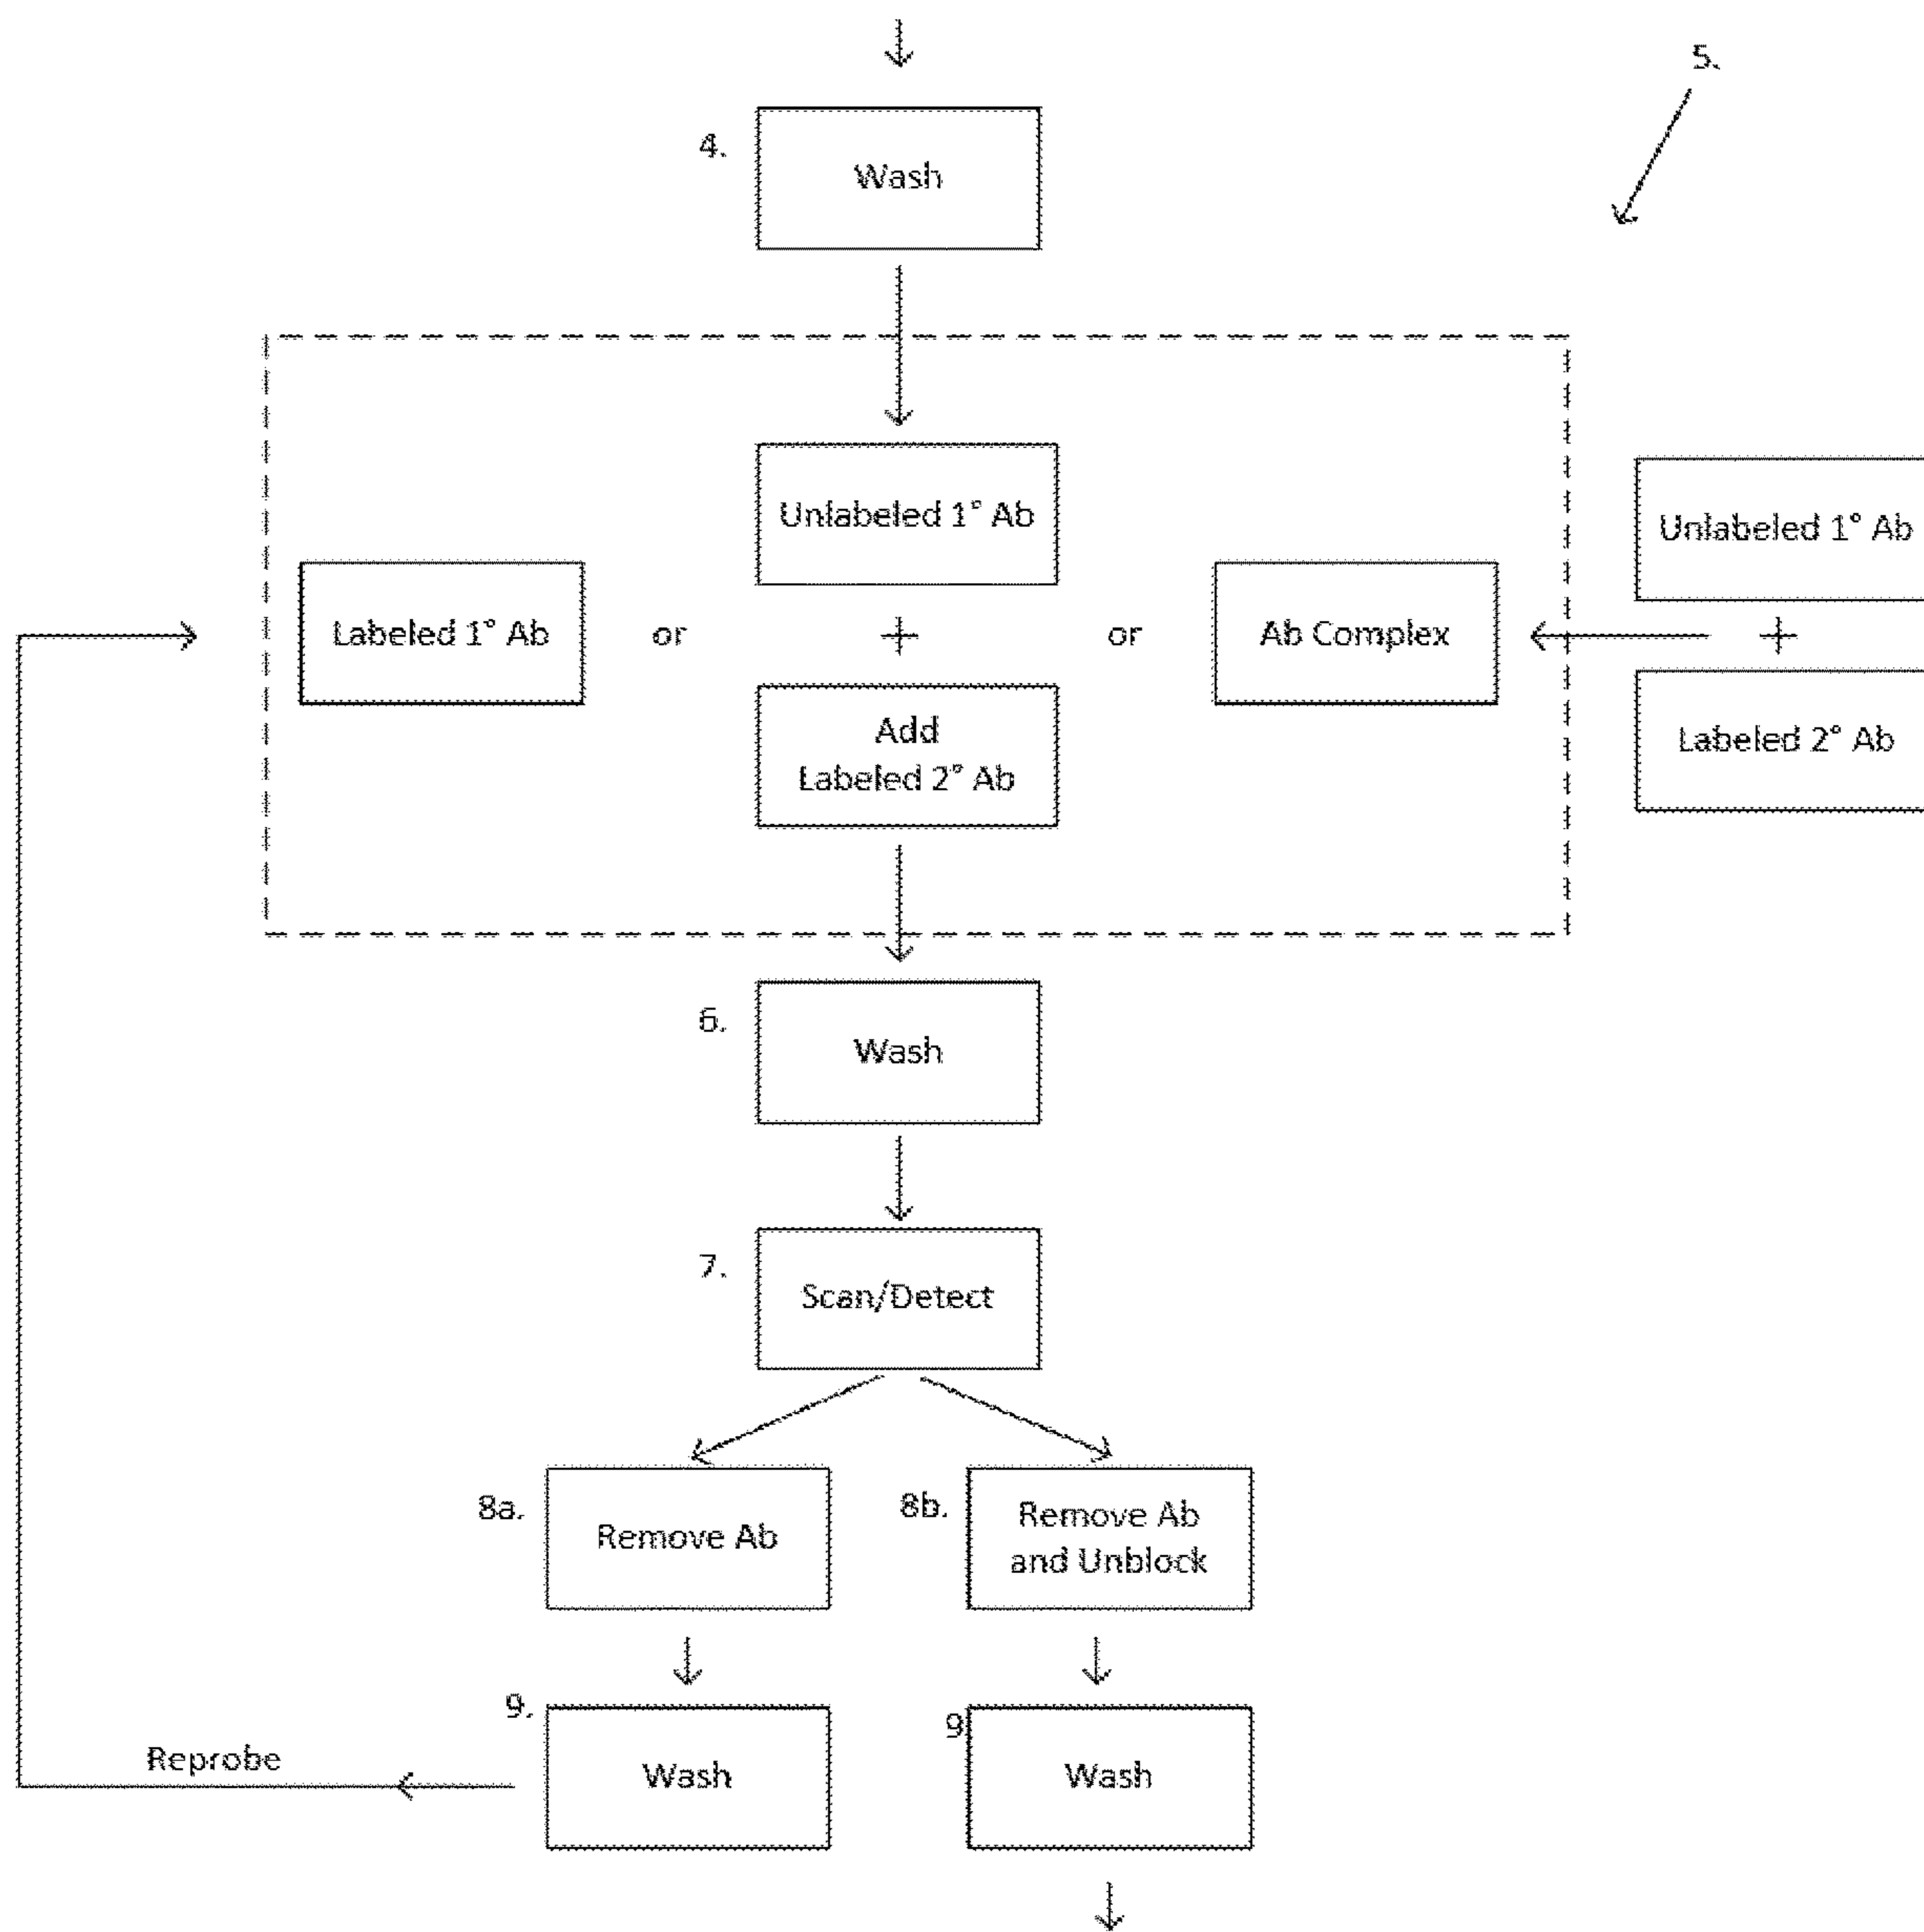 5.
4.
Wash
Unlabeled 1° Ab
Unlabeled 1° Ab
Labeled 1° Ab
or
+
or
Ab Complex
+
Add
Labeled 2° Ab
Labeled 2° Ab
6.
Wash
7.
Scan/Detect
8a.
Remove Ab
8b.
Remove Ab
and Unblock
9.
Wash
9
Wash
Reprobe